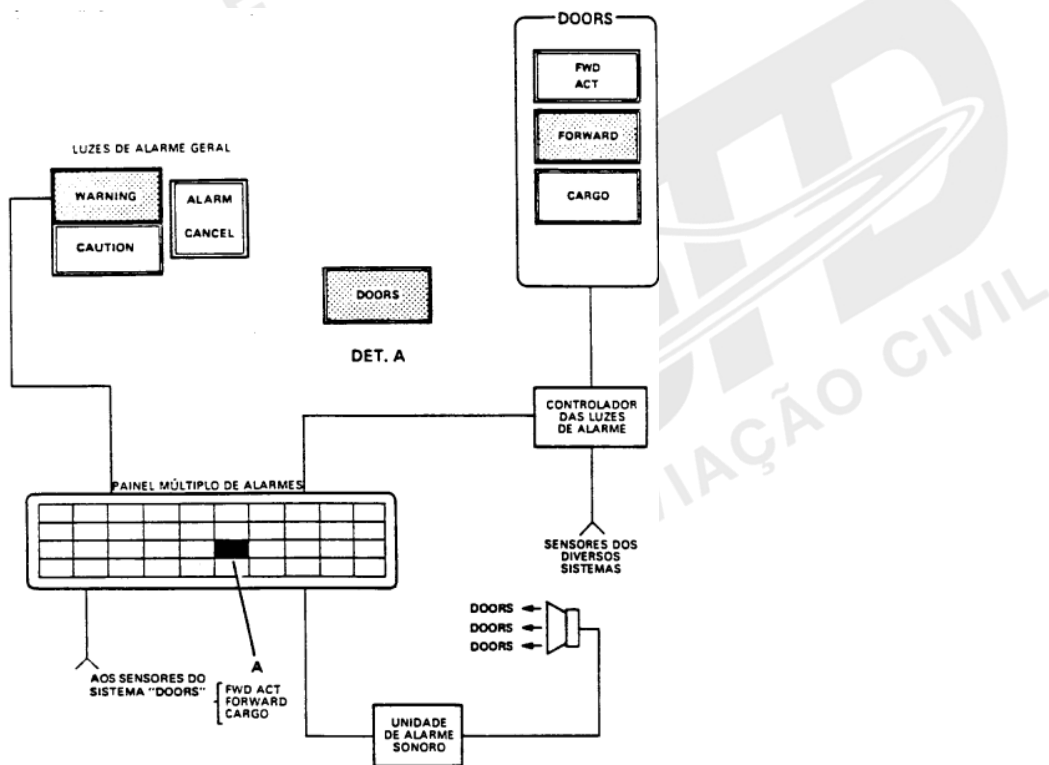 DOORS
FWD
ACT
FORWARD
CARGO
LUZES DE ALARME GERAL
WARNING
CAUTION
ALARM
CANCEL
DOORS
DET. A
CONTROLADOR
DAS LUZES
DE ALARME
PAINEL MÚLTIPLO DE ALARMES
SENSORES DOS
DIVERSOS
SISTEMAS
DOORS
DOORS
DOORS
AOS SENSORES DO
SISTEMA "DOORS"
A
FWD ACT
FORWARD
CARGO
UNIDADE
DE ALARME
SONORO
IAÇÃO CIVIL